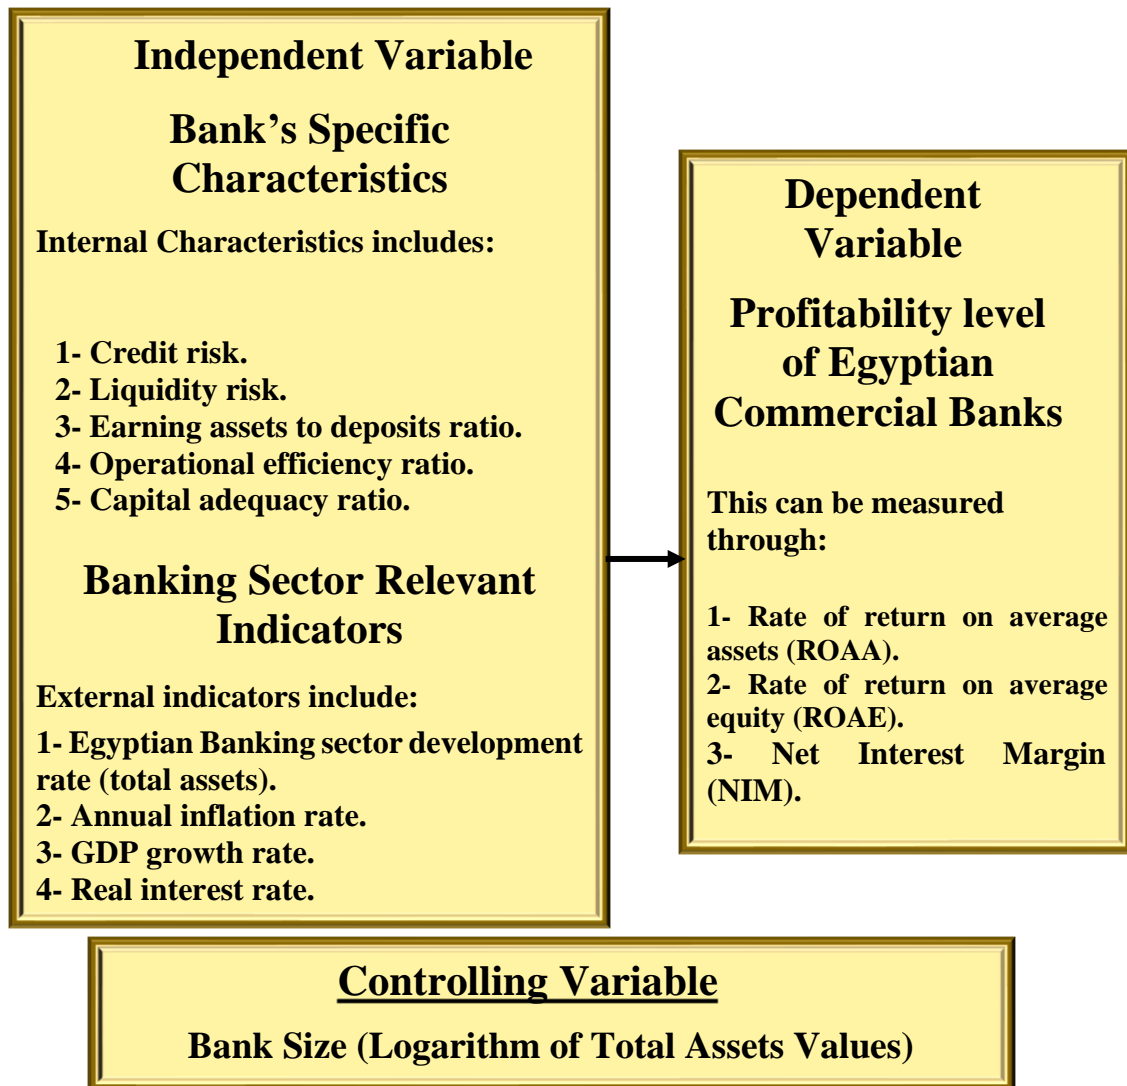 Independent Variable
Bank’s Specific
Characteristics
Internal Characteristics includes:
1- Credit risk.
2- Liquidity risk.
3- Earning assets to deposits ratio.
4- Operational efficiency ratio.
5- Capital adequacy ratio.
Banking Sector Relevant
Indicators
External indicators include:
1- Egyptian Banking sector development
rate (total assets).
2- Annual inflation rate.
3- GDP growth rate.
4- Real interest rate.
Dependent
Variable
Profitability level
of Egyptian
Commercial Banks
This can be measured
through:
1- Rate of return on average
assets (ROAA).
2- Rate of return on average
equity (ROAE).
3- Net Interest Margin
(NIM).
Controlling Variable
Bank Size (Logarithm of Total Assets Values)